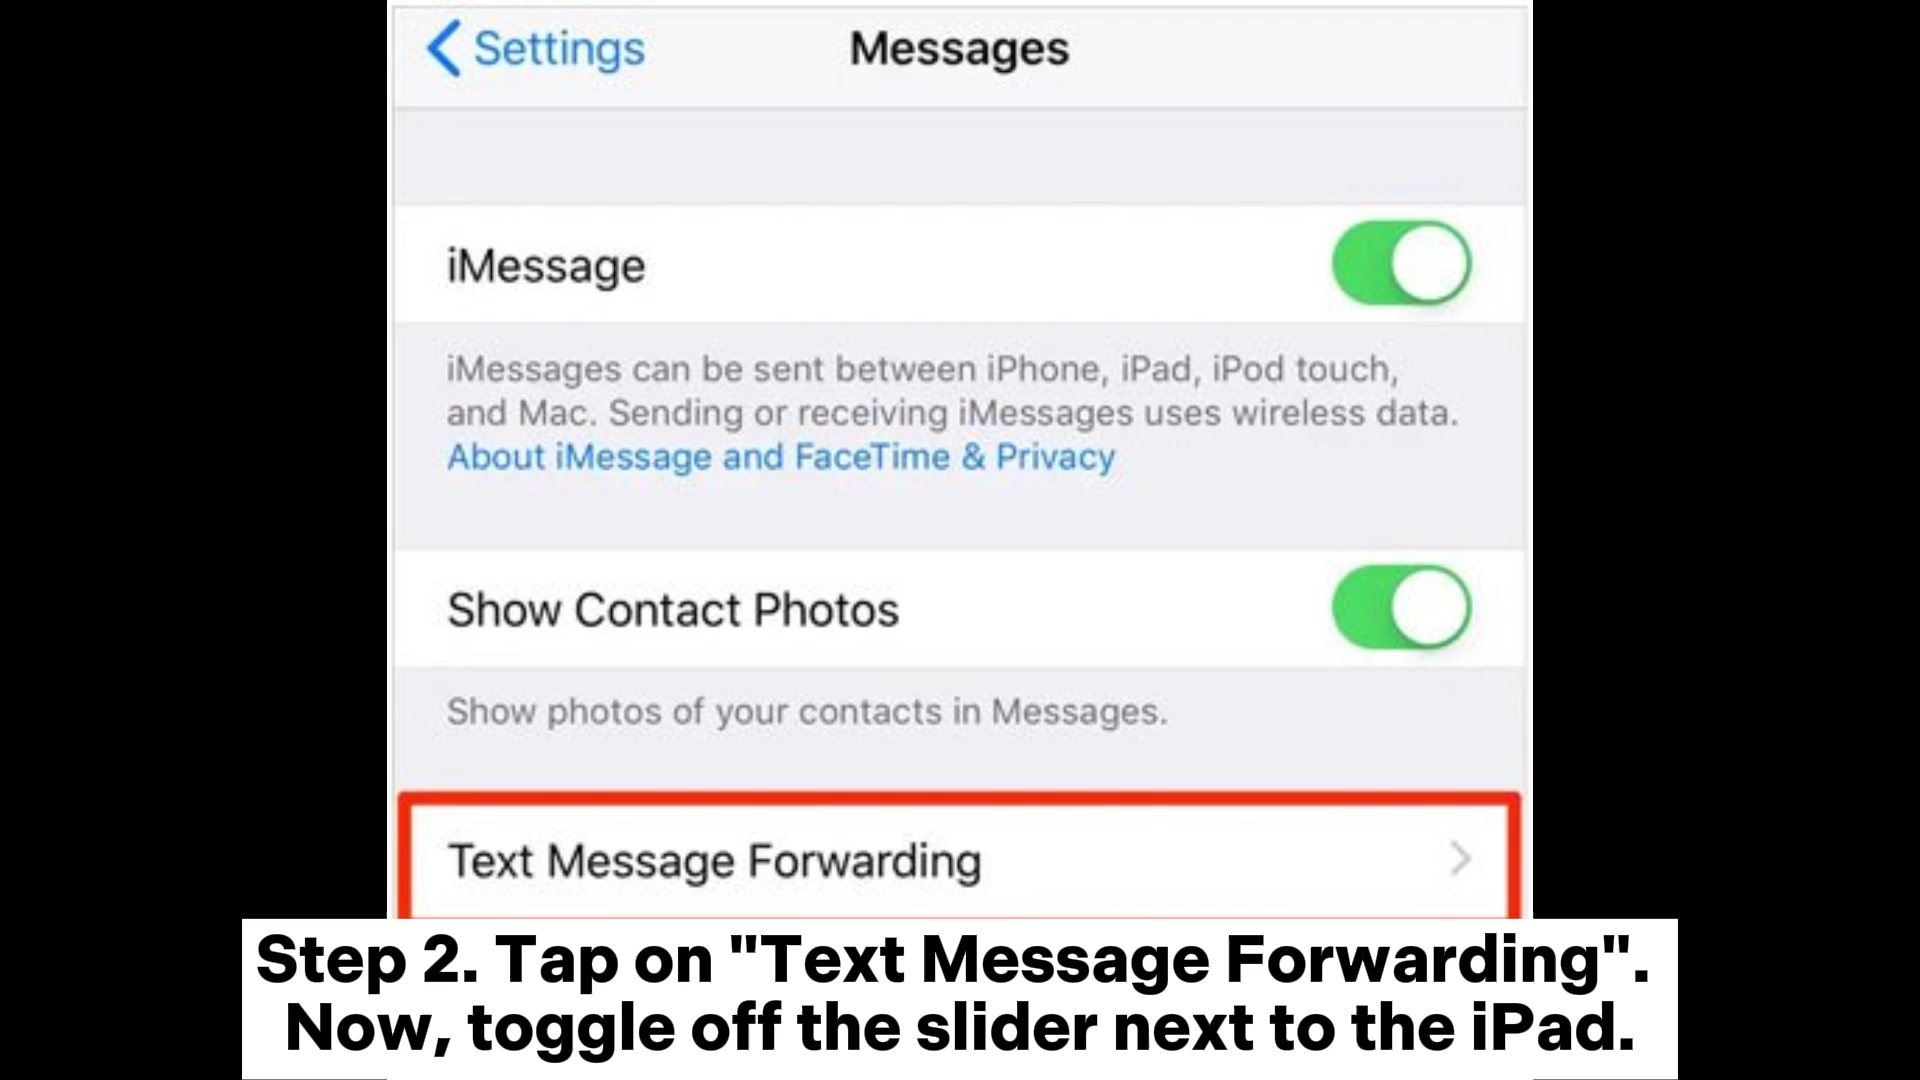 Settings
Messages
iMessage
iMessages can be sent between iPhone, iPad, iPod touch,
and Mac. Sending or receiving iMessages uses wireless data.
About iMessage and FaceTime & Privacy
Show Contact Photos
Show photos of your contacts in Messages.
Text Message Forwarding
Step 2. Tap on "Text Message Forwarding".
Now, toggle off the slider next to the iPad.